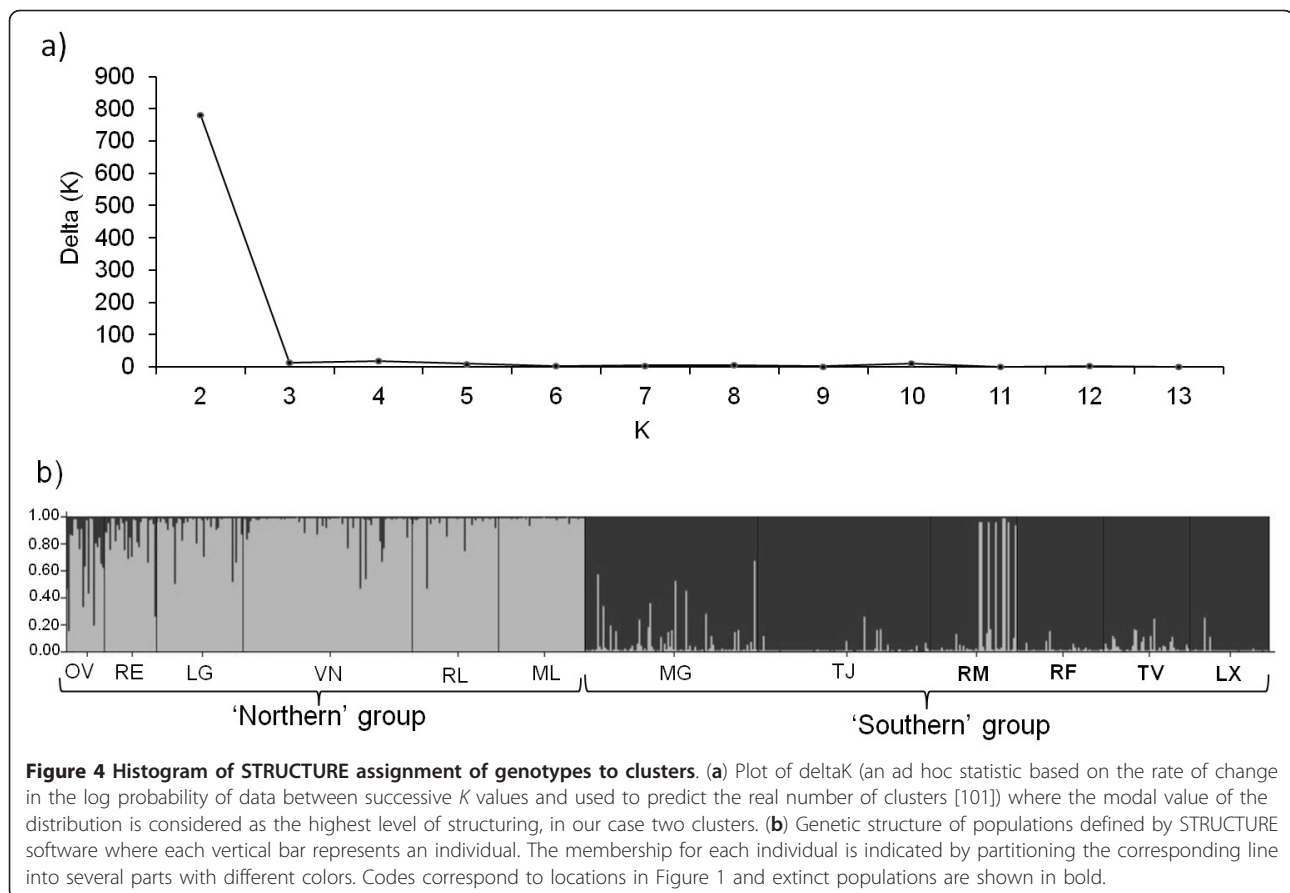 a)
900
800
700
600
500
400
300
200
100
0
Delta (K)
2 3 4 5 6 7 8 9 10 11 12 13
K
b)
1.00
0.80
0.60
0.40
0.20
0.00
OV RE LG VN RL ML MG TJ RM RF TV LX
'Northern' group 'Southern' group
Figure 4 Histogram of STRUCTURE assignment of genotypes to clusters. (a) Plot of deltaK (an ad hoc statistic based on the rate of change
in the log probability of data between successive K values and used to predict the real number of clusters [101]) where the modal value of the
distribution is considered as the highest level of structuring, in our case two clusters. (b) Genetic structure of populations defined by STRUCTURE
software where each vertical bar represents an individual. The membership for each individual is indicated by partitioning the corresponding line
into several parts with different colors. Codes correspond to locations in Figure 1 and extinct populations are shown in bold.